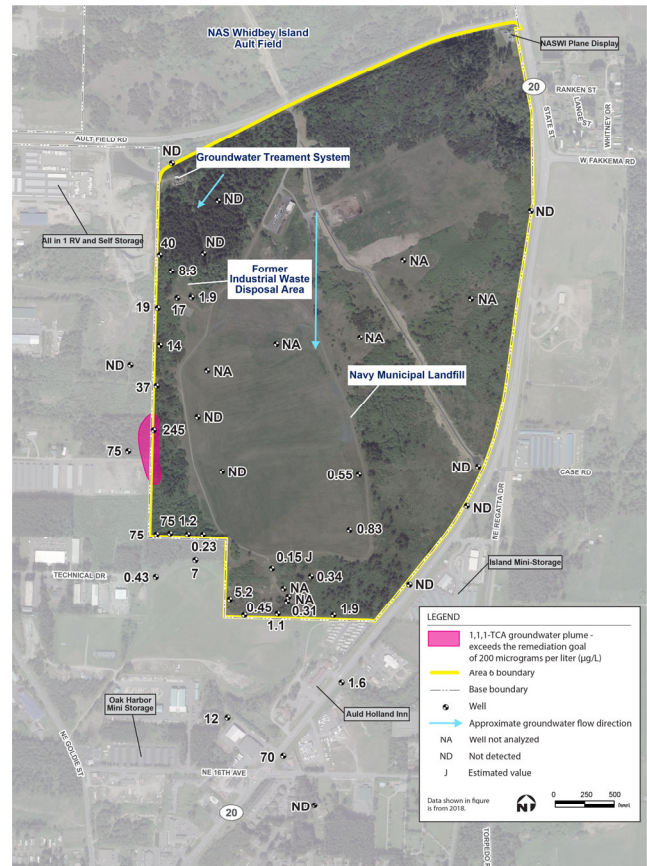 NAS Whidbey Island
Ault Field
NASWI Plane Display
20
RANKEN ST
LANGE ST
STATE ST
WHITNEY DR
W FAKKEMA RD
AULT FIELD RD
ND
Groundwater Treament System
ND
ND
All in 1 RV and Self Storage
40
ND
NA
8.3
Former
Industrial Waste
Disposal Area
1.9
17
NA
19
14
NA
NA
ND
NA
Navy Municipal Landfill
37
ND
245
75
ND
0.55
ND
CASE RD
ND
NE REGATTA DR
75
75
1.2
0.23
0.83
7
0.15 J
Island Mini-Storage
TECHNICAL DR
0.43
0.34
NA
NA
ND
5.2
0.45
0.31
1.9
1.1
1.6
Oak Harbor
Mini Storage
Auld Holland Inn
12
70
NE GOLDIE ST
NE 16TH AVE
ND
20
LEGEND
1,1,1-TCA groundwater plume -
exceeds the remediation goal
of 200 micrograms per liter (µg/L)
Area 6 boundary
Base boundary
Well
Approximate groundwater flow direction
NA Well not analyzed
ND Not detected
J Estimated value
Data shown in figure
is from 2018.
N
0 250 500